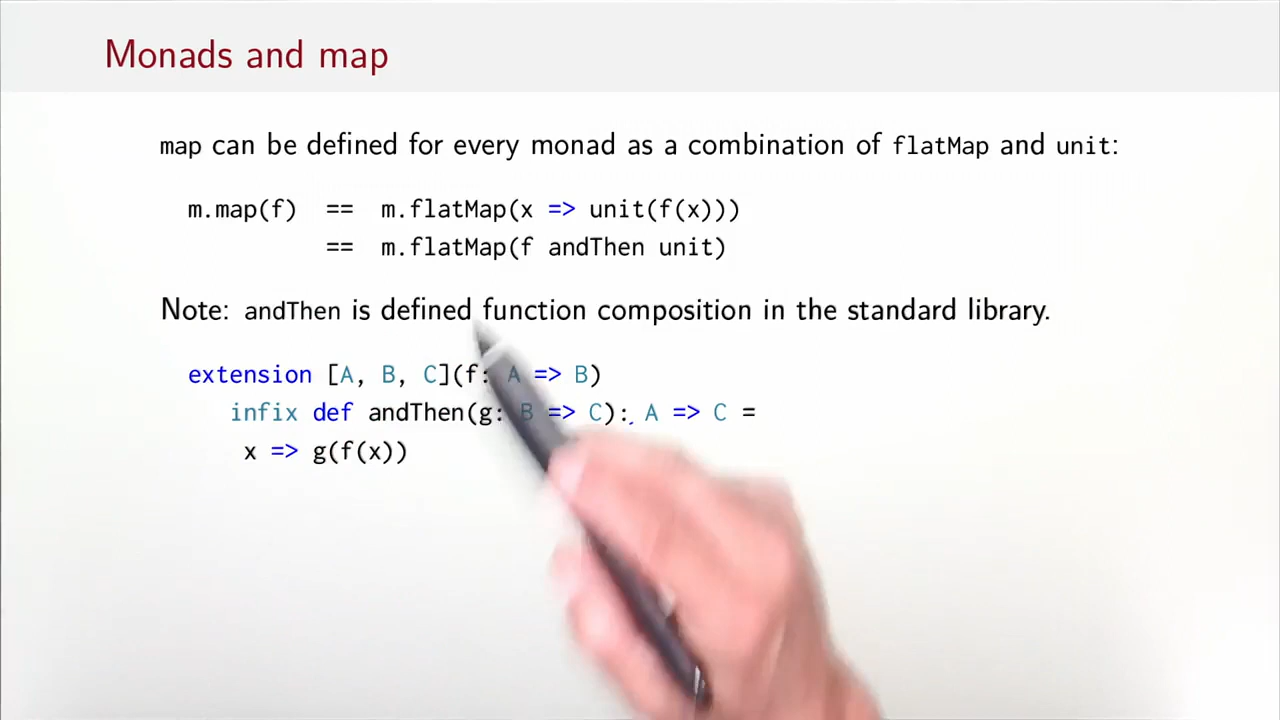 Monads and map
map can be defined for every monad as a combination of flatMap and unit:
m.map(f) == m.flatMap(x => unit(f(x)))
== m.flatMap(f andThen unit)
Note: andThen is defined function composition in the standard library.
extension [A, B, C](f: A => B)
infix def andThen(g: B => C): A => C =
x => g(f(x))